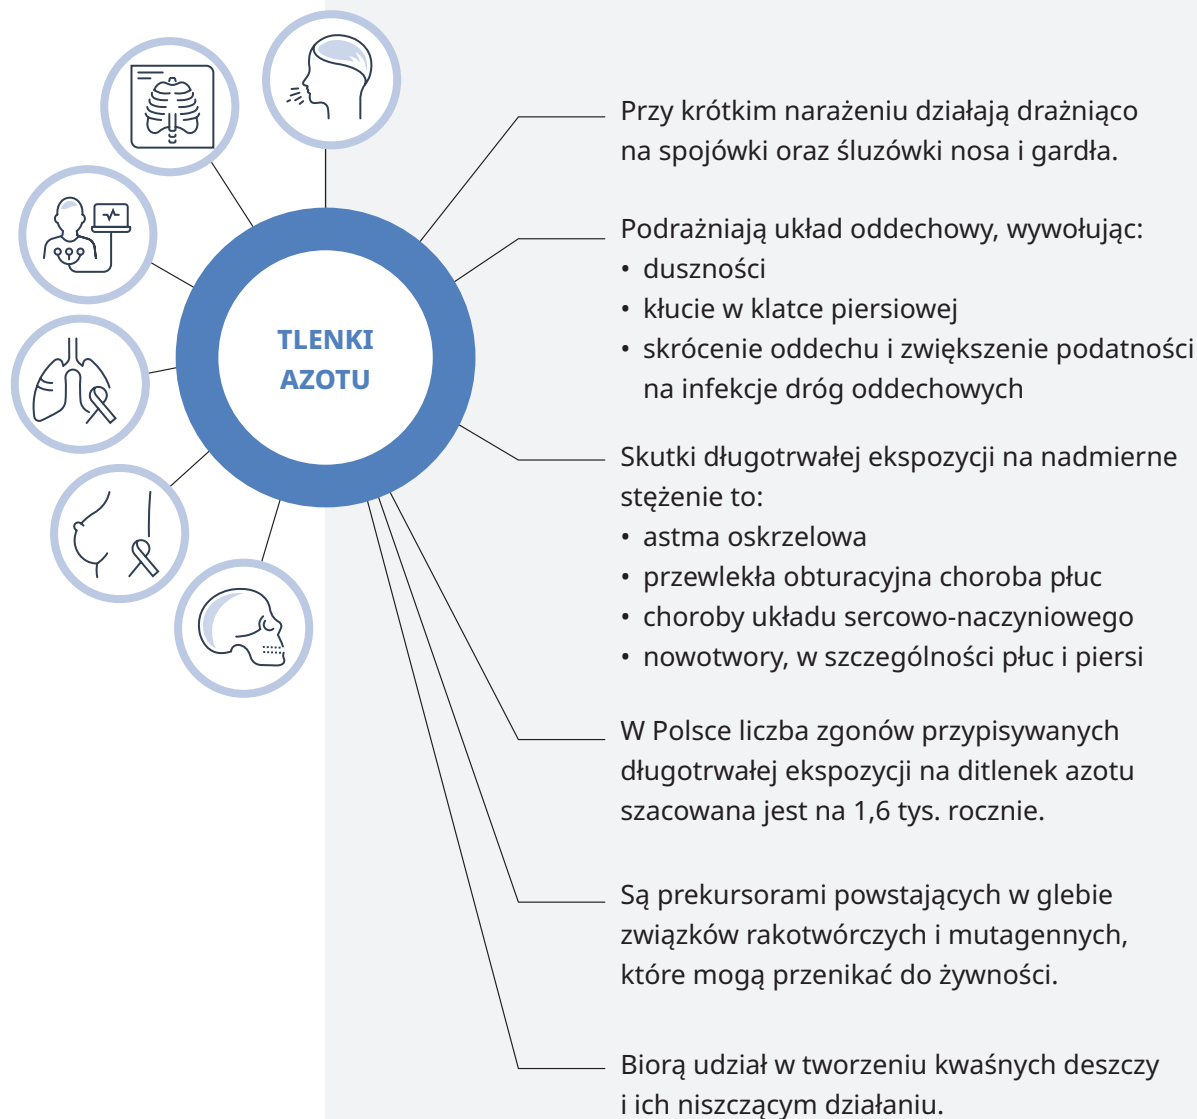 TLENKI
AZOTU
Przy krótkim narażeniu działają drażniąco
na spojówki oraz śluzówki nosa i gardła.
Podrażniają układ oddechowy, wywołując:
• duszności
• kłucie w klatce piersiowej
• skrócenie oddechu i zwiększenie podatności
na infekcje dróg oddechowych
Skutki długotrwałej ekspozycji na nadmierne
stężenie to:
• astma oskrzelowa
• przewlekła obturacyjna choroba płuc
• choroby układu sercowo-naczyniowego
• nowotwory, w szczególności płuc i piersi
W Polsce liczba zgonów przypisywanych
długotrwałej ekspozycji na ditlenek azotu
szacowana jest na 1,6 tys. rocznie.
Są prekursorami powstających w glebie
związków rakotwórczych i mutagennych,
które mogą przenikać do żywności.
Biorą udział w tworzeniu kwaśnych deszczy
i ich niszczącym działaniu.